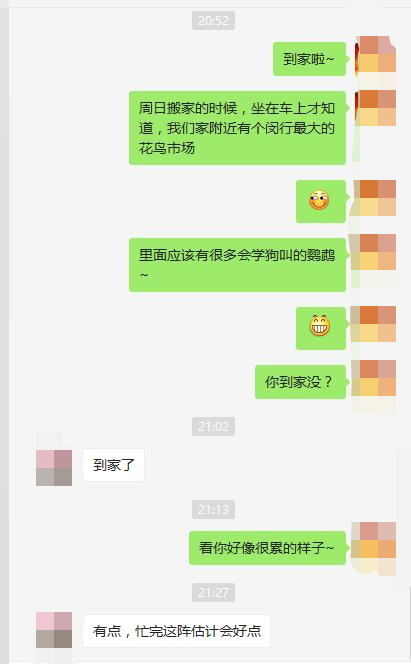 20:52
到家啦~
周日搬家的时候，坐在车上才知
道，我们家附近有个闵行最大的
花鸟市场
里面应该有很多会学狗叫的鹦鹉
~
你到家没？
21:02
到家了
21:13
看你好像很累的样子~
21:27
有点，忙完这阵估计会好点